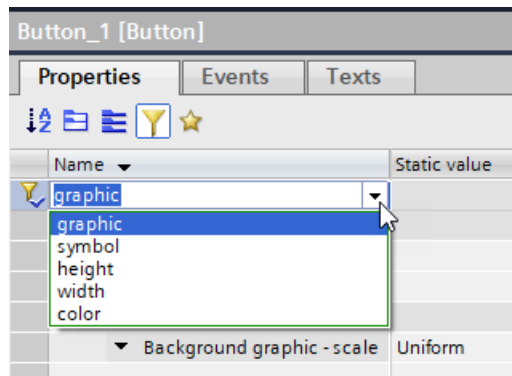 Button_1 [Button]
Properties Events Texts
Name Static value
graphic
graphic
symbol
height
width
color
Background graphic - scale Uniform